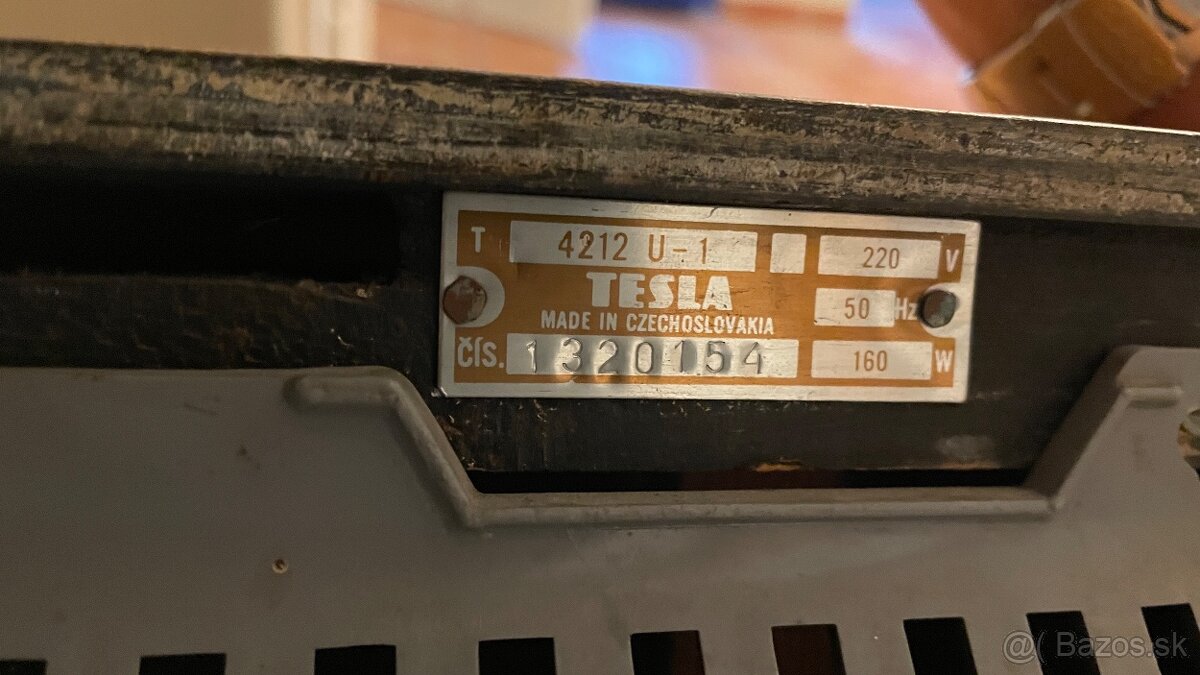 T 4212 U-1 220 V
TESLA
MADE IN CZECHOSLOVAKIA 50 Hz
ČÍS. 1320154 160 W
@( Bazos.sk